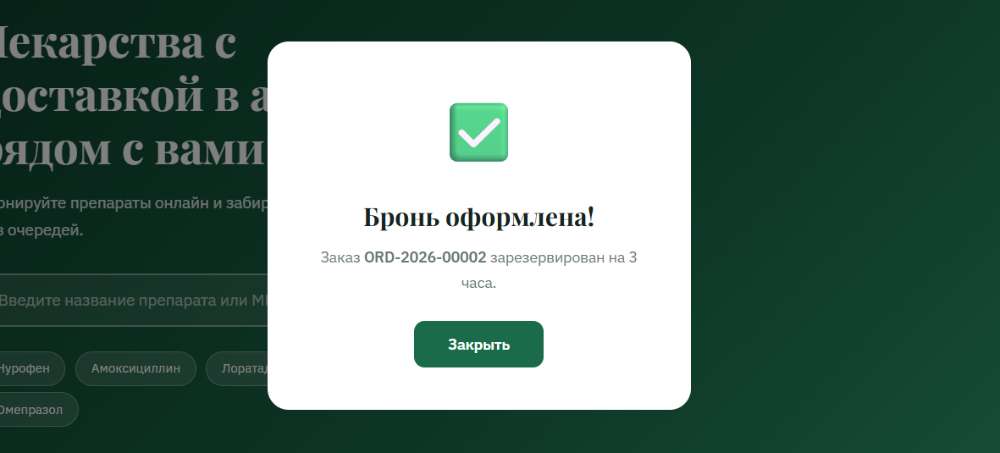 Лекарства с
доставкой в
рядом с вами
Бронь оформлена!
Заказ ORD-2026-00002 зарезервирован на 3
часа.
Закрыть
онируйте препараты онлайн и забир
з очередей.
Введите название препарата или
Нурофен
Амоксициллин
Лоратад
Омепразол